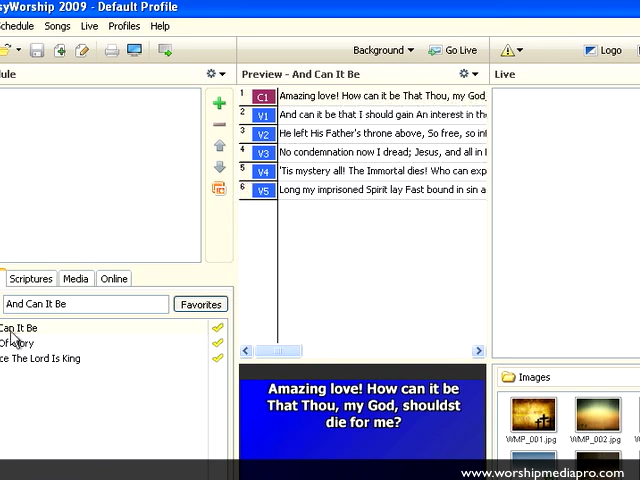 syWorship 2009 - Default Profile
chedule Songs Live Profiles Help
Background Go Live Logo
ule Preview - And Can It Be Live
1 C1 Amazing love! How can it be That Thou, my God,
2 V1 And can it be that I should gain An interest in th
3 V2 He left His Father's throne above, So free, so inf
4 V3 No condemnation now I dread; Jesus, and all in
5 V4 'Tis mystery all! The Immortal dies! Who can exp
6 V5 Long my imprisoned Spirit lay Fast bound in sin a
Scriptures Media Online
And Can It Be Favorites
Can It Be
Of
ce The Lord Is King
Amazing love! How can it be
That Thou, my God, shouldst
die for me?
Images
WMP_001.jpg WMP_002.jpg
www.worshipmediapro.com